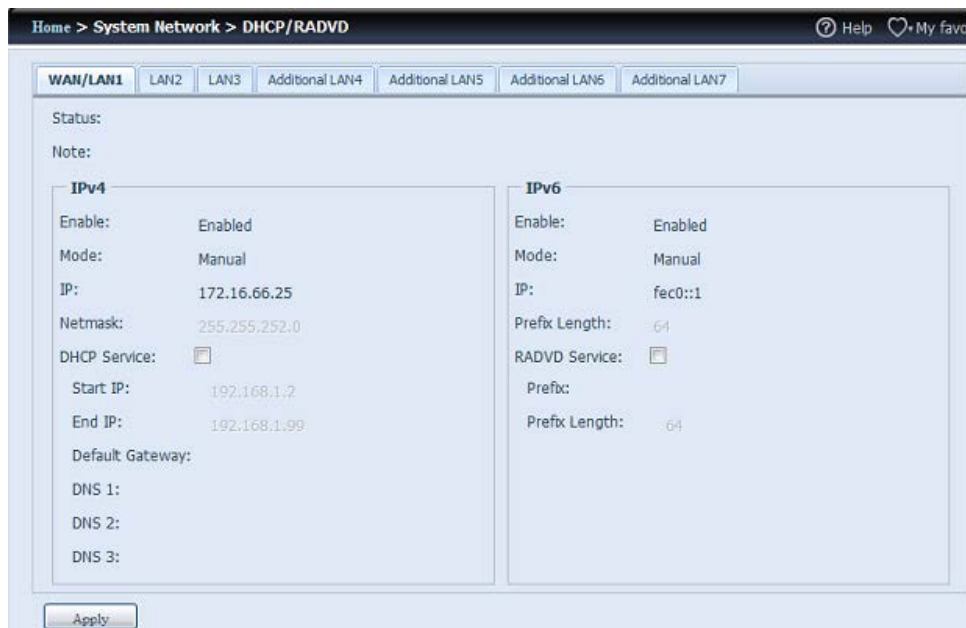 Home > System Network > DHCP/RADVD
Help My favo
WAN/LAN1 LAN2 LAN3 Additional LAN4 Additional LAN5 Additional LAN6 Additional LAN7
Status:
Note:
IPv4
Enable: Enabled
Mode: Manual
IP: 172.16.66.25
Netmask: 255.255.252.0
DHCP Service:
Start IP: 192.168.1.2
End IP: 192.168.1.99
Default Gateway:
DNS 1:
DNS 2:
DNS 3:
IPv6
Enable: Enabled
Mode: Manual
IP: fec0::1
Prefix Length: 64
RADVD Service:
Prefix:
Prefix Length: 64
Apply